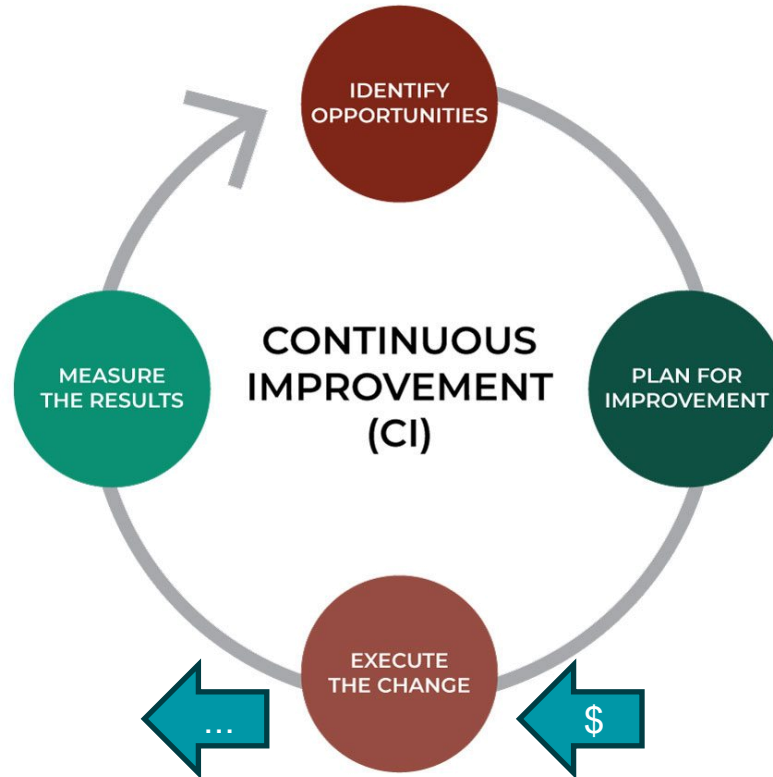 IDENTIFY
OPPORTUNITIES
CONTINUOUS
IMPROVEMENT
(CI)
PLAN FOR
IMPROVEMENT
EXECUTE
THE CHANGE
MEASURE
THE RESULTS
...
$